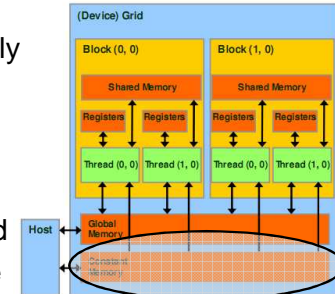 (Device) Grid
ly
Block (0, 0)
Block (1, 0)
Shared Memory
Shared Memory
Registers
Registers
Registers
Registers
Thread (0, 0)
Thread (1, 0)
Thread (0, 0)
Thread (1, 0)
d
Host
Global
Memory
Constant
Memory